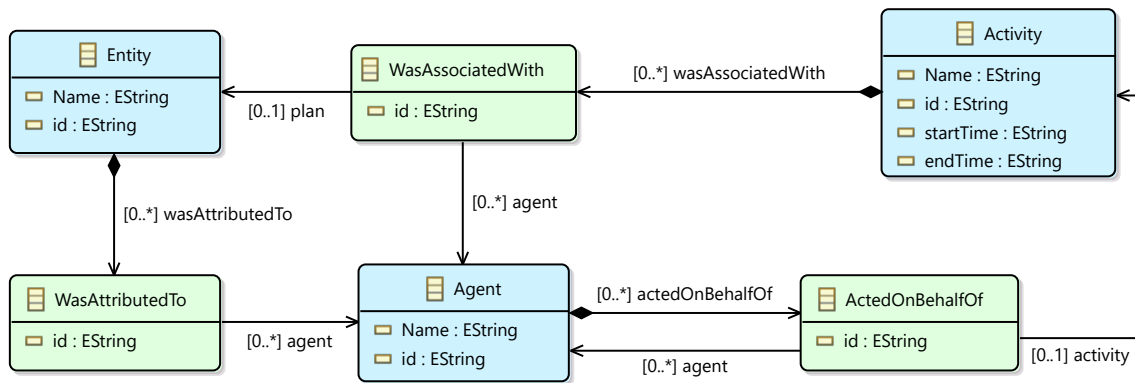 Entity
Name : EString
id : EString
[0..1] plan
WasAssociatedWith
id : EString
[0..*] wasAssociatedWith
Activity
Name : EString
id : EString
startTime : EString
endTime : EString
[0..*] wasAttributedTo
[0..*] agent
WasAttributedTo
id : EString
[0..*] agent
Agent
Name : EString
id : EString
[0..*] actedOnBehalfOf
[0..*] agent
ActedOnBehalfOf
id : EString
[0..1] activity